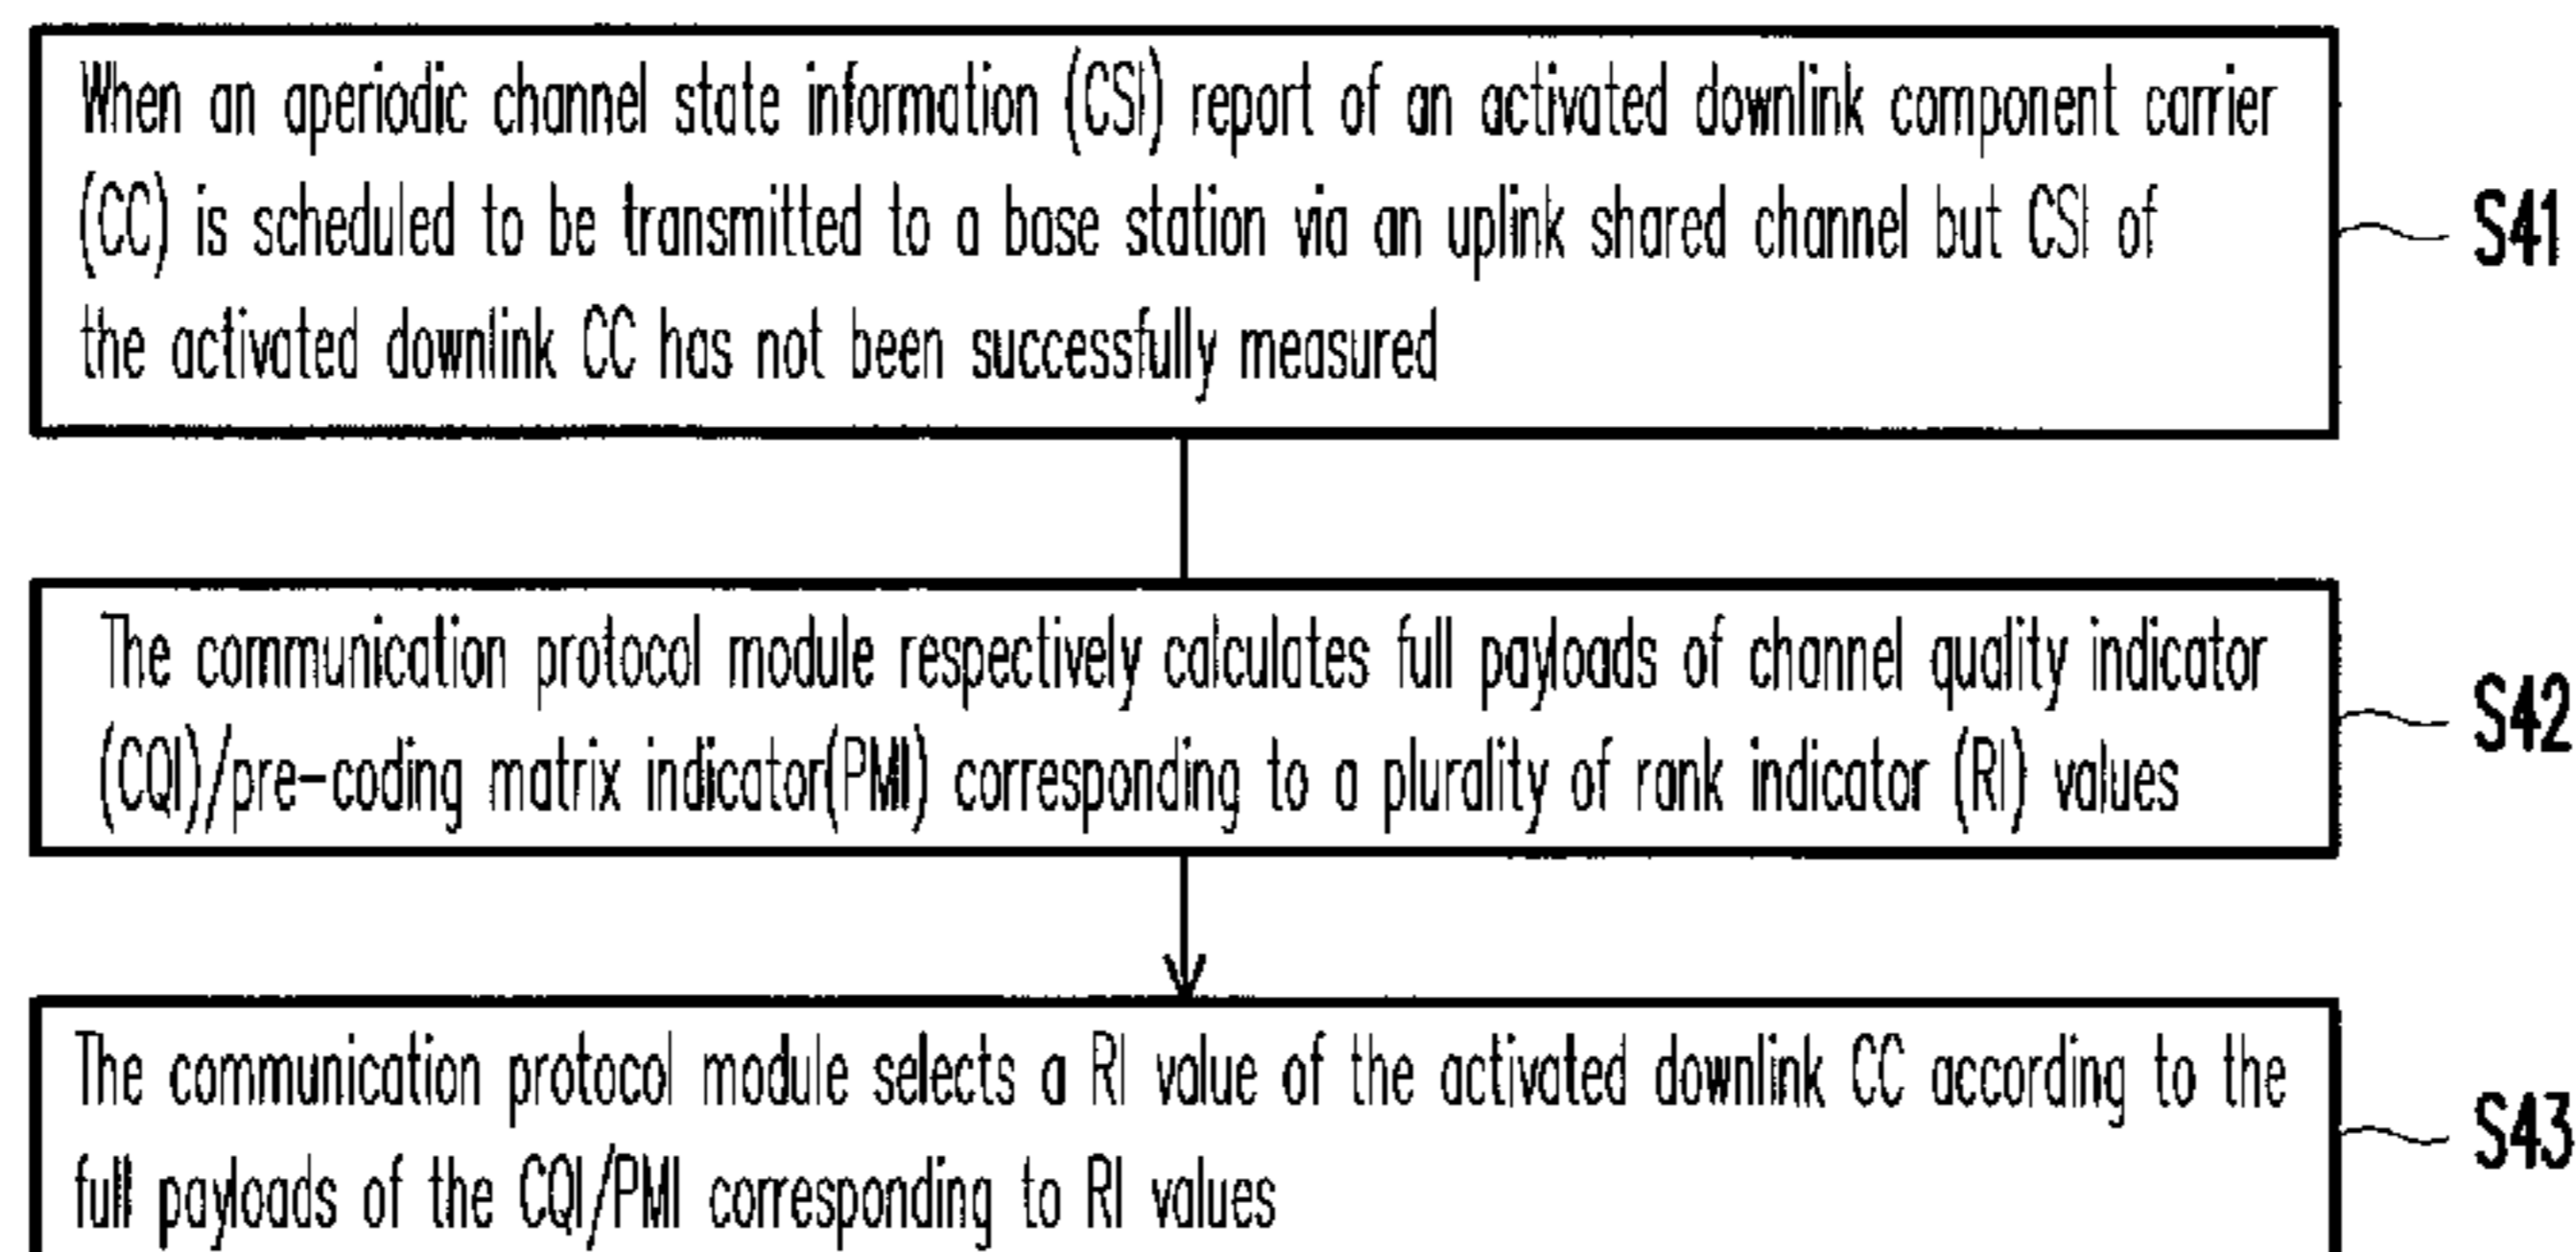 When an aperiodic channel state information (CSI) report of an activated downlink component carrier
(CC) is scheduled to be transmitted to a base station via an uplink shared channel but CSI of
the activated downlink CC has not been successfully measured
S41
The communication protocol module respectively calculates full payloads of channel quality indicator
(CQI)/pre-coding matrix indicator(PMI) corresponding to a plurality of rank indicator (RI) values
S42
The communication protocol module selects a RI value of the activated downlink CC according to the
full payloads of the CQI/PMI corresponding to RI values
S43